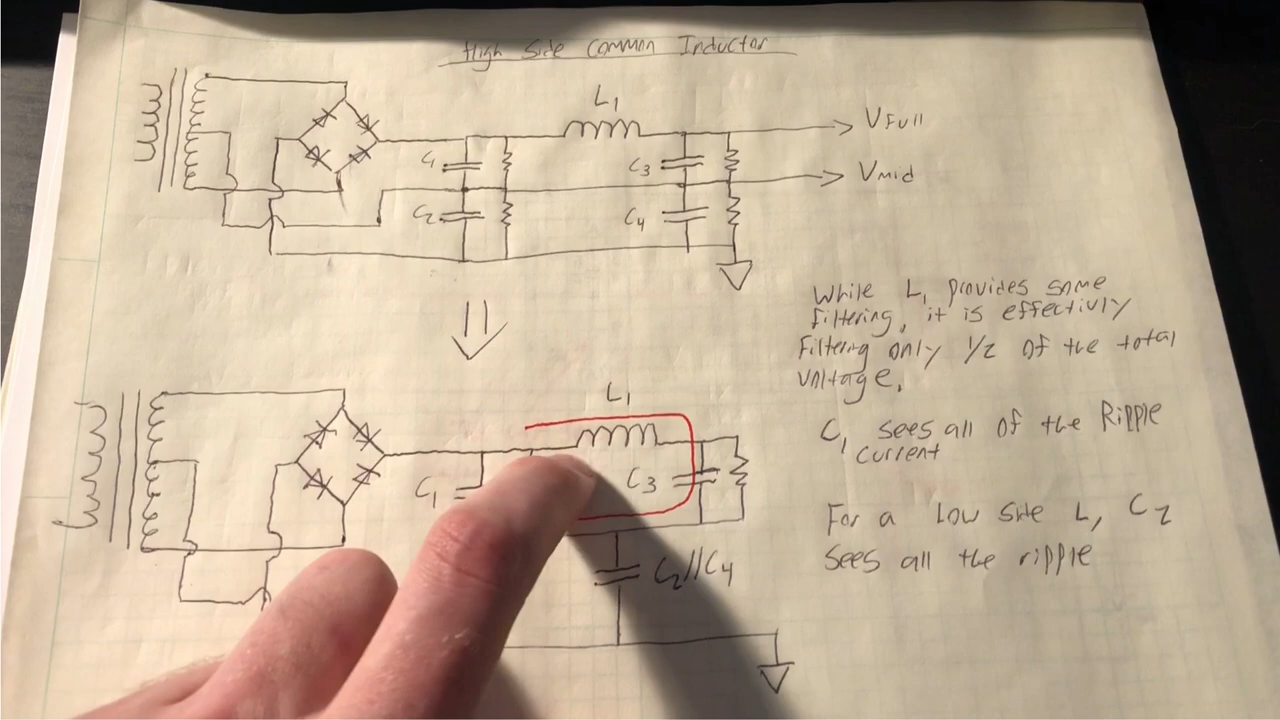 High Side Common Inductor
L1
VFull
C1
C3
Vmid
C2
C4
While L1 provides some
filtering, it is effectivly
filtering only 1/2 of the total
voltage.
L1
C1 sees all of the Ripple
current
C1
C3
For a Low Side L, C2
sees all the ripple
C2//C4